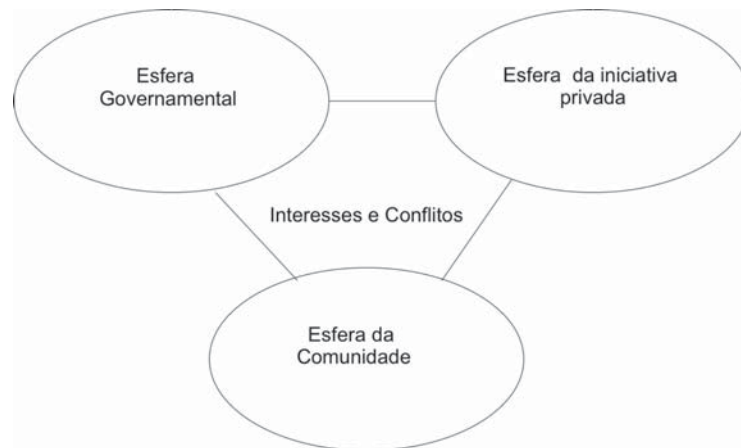 Esfera
Governamental
Esfera da iniciativa
privada
Interesses e Conflitos
Esfera da
Comunidade